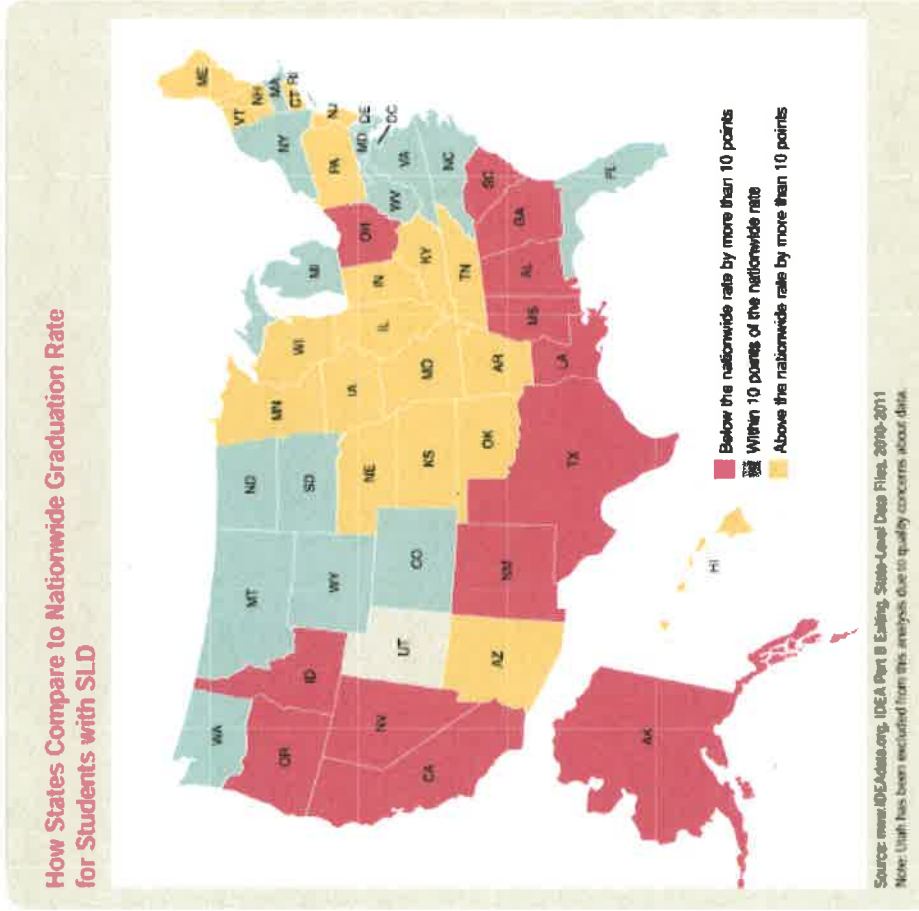 How States Compare to Nationwide Graduation Rate
for Students with SLD
WA
MT
ND
MN
WI
MI
NY
VT
NH
ME
MA
RI
CT
OR
ID
WY
SD
IA
IL
IN
OH
PA
NJ
DE
MD
DC
NV
UT
CO
NE
KS
MO
KY
WV
VA
CA
AZ
NM
OK
AR
TN
NC
SC
TX
LA
MS
AL
GA
FL
AK
HI
Below the nationwide rate by more than 10 points
Within 10 points of the nationwide rate
Above the nationwide rate by more than 10 points
Source: www.IDEAdata.org, IDEA Part B Exiting, State-Level Data Files, 2010-2011
Note: Utah has been excluded from this analysis due to quality concerns about data.